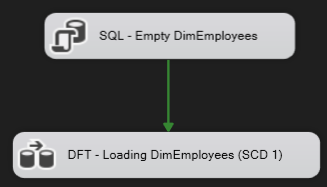 SQL - Empty DimEmployees
DFT - Loading DimEmployees (SCD 1)